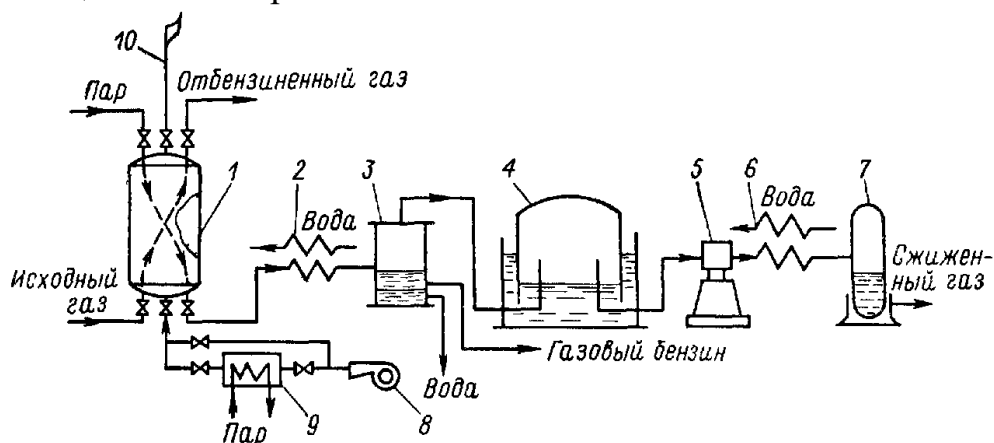 10
Пар
Отбензиненный газ
1
2
Вода
3
4
5
6
Вода
7
Исходный
газ
Сжижен-
ный газ
Газовый бензин
Вода
8
9
Пар